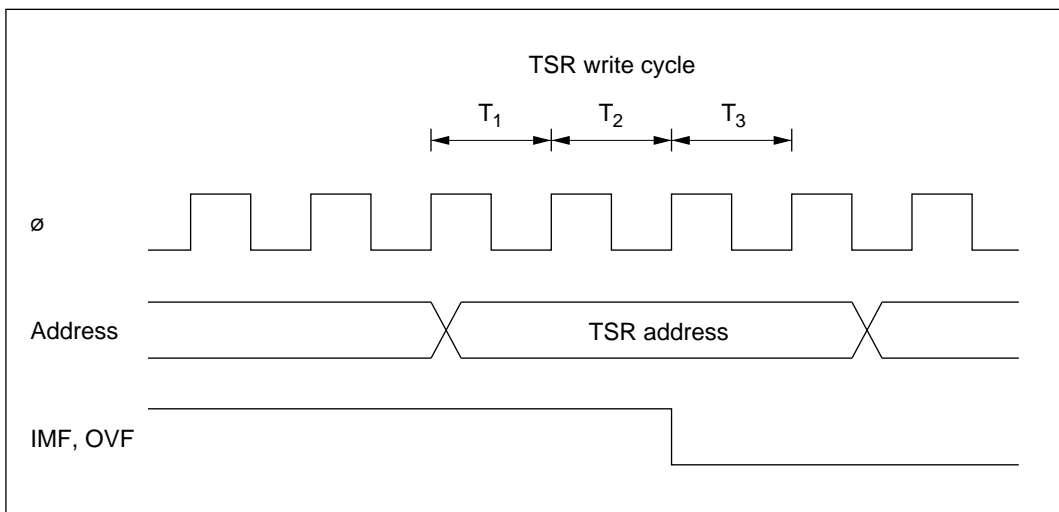 TSR write cycle
T1 T2 T3
ø
Address
TSR address
IMF, OVF